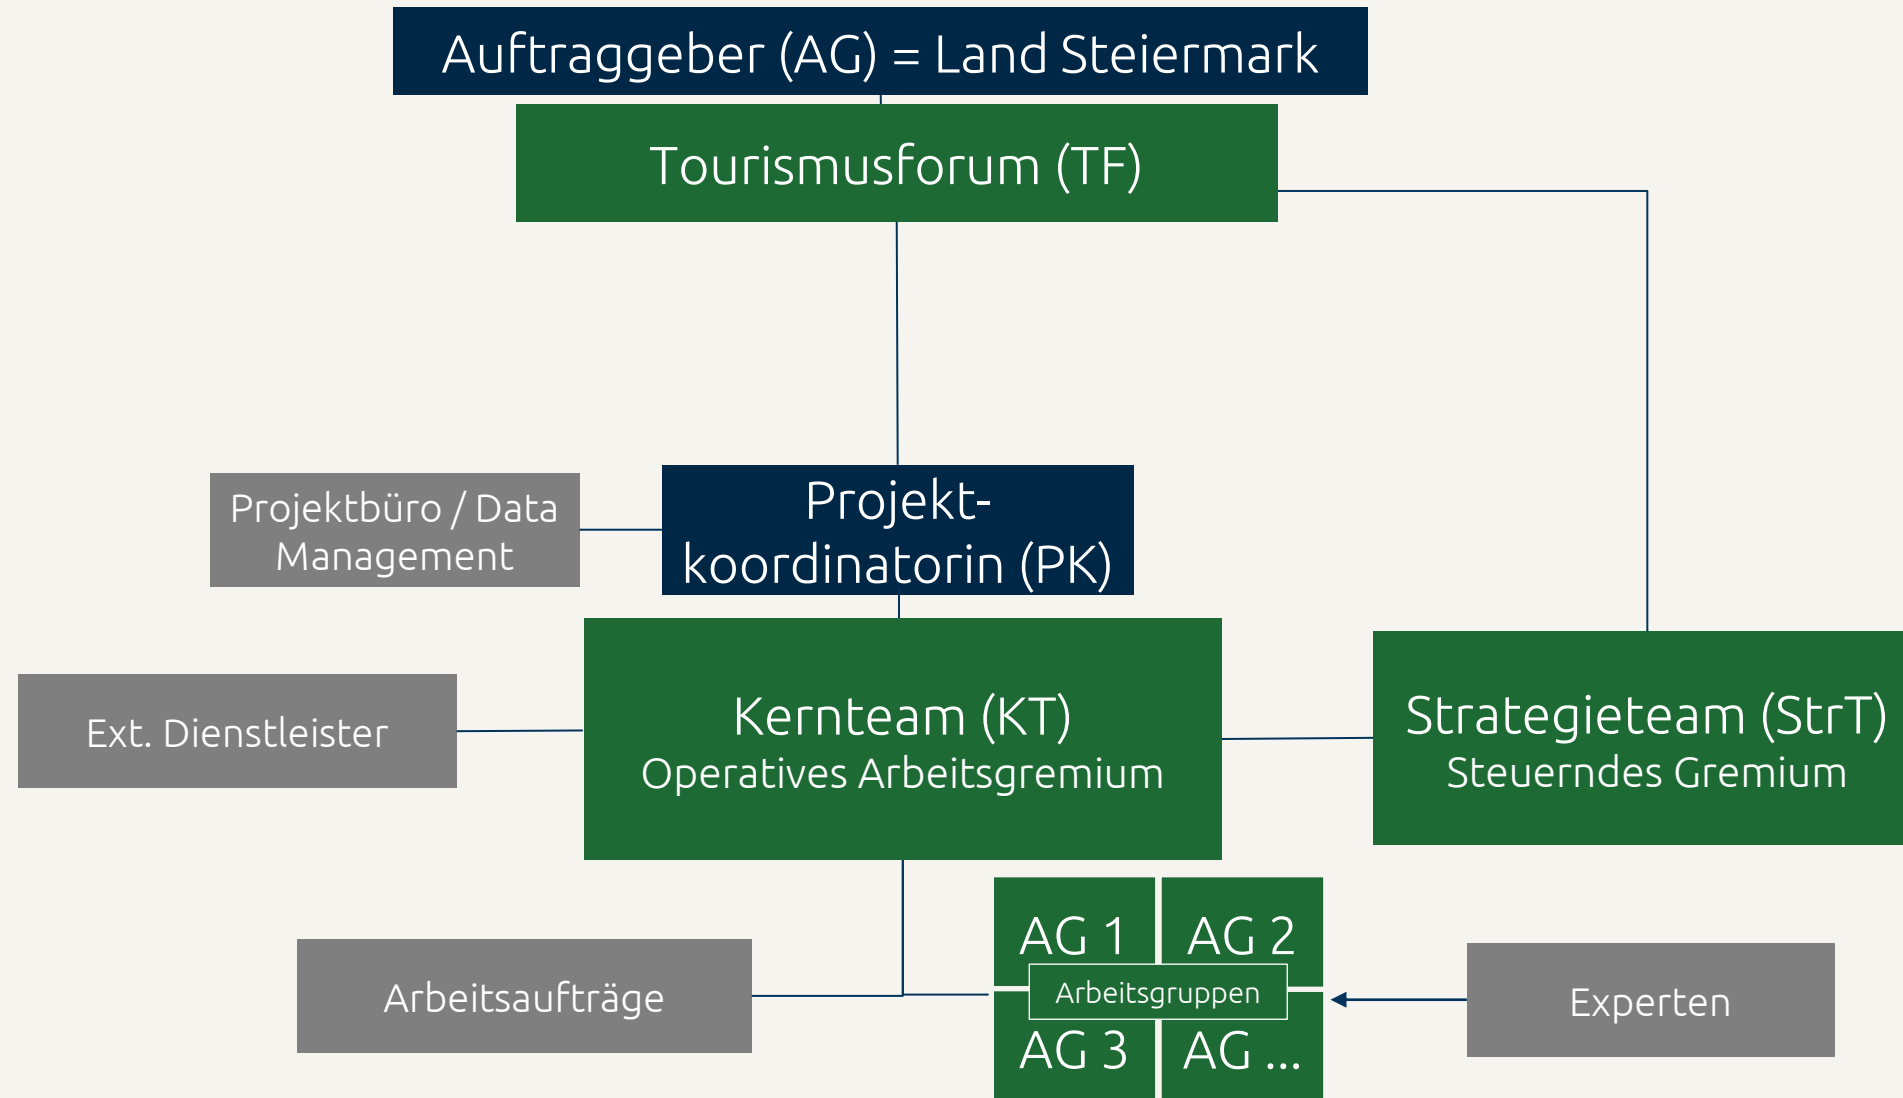 Auftraggeber (AG) = Land Steiermark
Tourismusforum (TF)
Projektbüro / Data
Management
Projekt-
koordinatorin (PK)
Ext. Dienstleister
Kernteam (KT)
Operatives Arbeitsgremium
Strategieteam (StrT)
Steuerndes Gremium
Arbeitsaufträge
AG 1
AG 2
Arbeitsgruppen
AG 3
AG ...
Experten